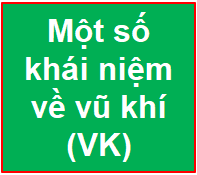 Một số
khái niệm
về vũ khí
(VK)